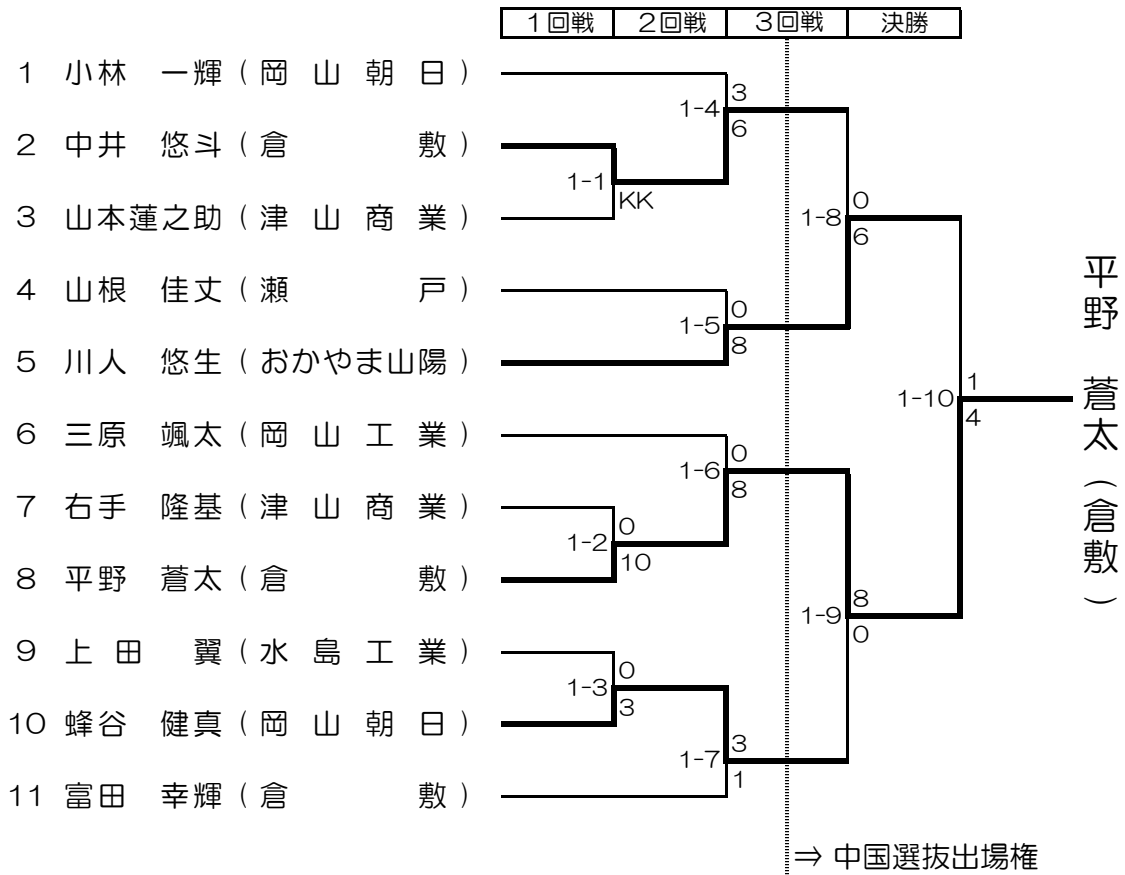 1回戦 2回戦 3回戦 決勝
1 小林 一輝 (岡山朝日)
3
1-4
6
2 中井 悠斗 (倉敷)
1-1
KK
3 山本蓮之助 (津山商業)
0
1-8
6
4 山根 佳丈 (瀬戸)
0
1-5
8
5 川人 悠生 (おかやま山陽)
1
1-10
4
平野 蒼太(倉敷)
6 三原 颯太 (岡山工業)
0
1-6
8
7 右手 隆基 (津山商業)
0
1-2
10
8 平野 蒼太 (倉敷)
8
1-9
0
9 上田 翼 (水島工業)
0
1-3
3
10 蜂谷 健真 (岡山朝日)
3
1-7
1
11 富田 幸輝 (倉敷)
⇒ 中国選抜出場権